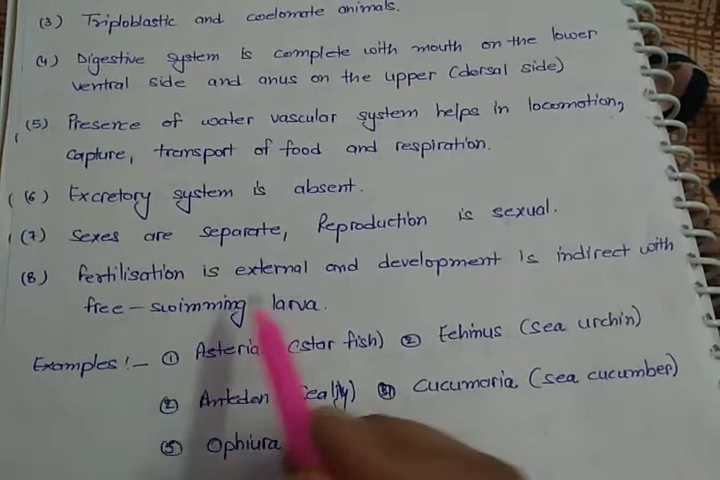 (3) Triploblastic and coelomate animals.
(4) Digestive system is complete with mouth on the lower
ventral side and anus on the upper (dorsal side)
(5) Presence of water vascular system helps in locomotion,
capture, transport of food and respiration.
(6) Excretory system is absent.
(7) Sexes are separate, Reproduction is sexual.
(8) Fertilisation is external and development is indirect with
free - swimming larva.
Examples :- ① Asteria (star fish) ② Echinus (sea urchin)
② (sea cucumber) Cucumaria
⑤ Ophiura